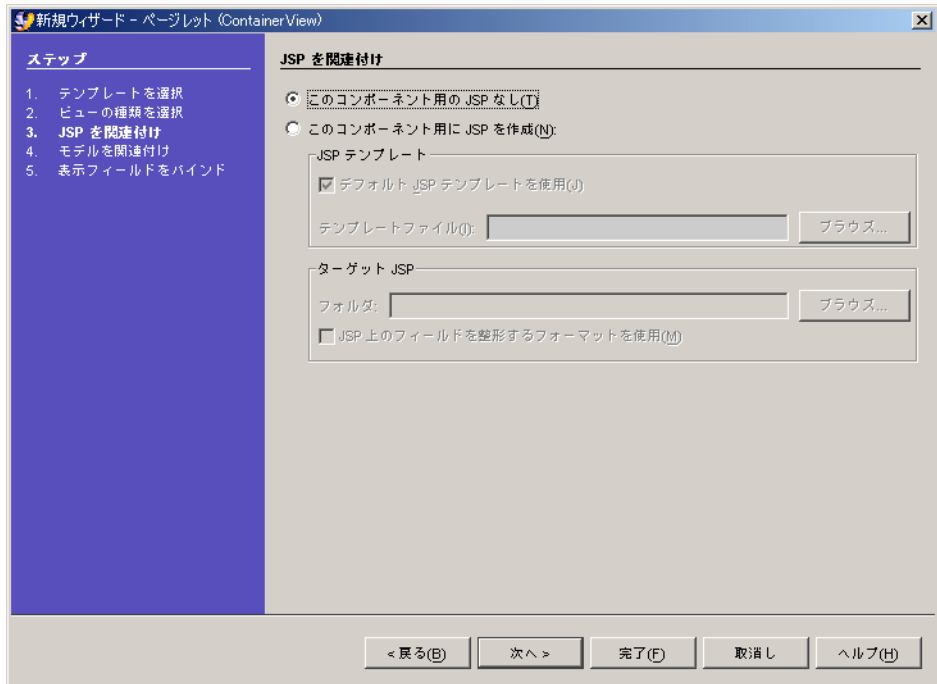 新規ウィザード - ページレット (ContainerView)
ステップ
1. テンプレートを選択
2. ビューの種類を選択
3. JSP を関連付け
4. モデルを関連付け
5. 表示フィールドをバインド
JSP を関連付け
このコンポーネント用の JSP なし(T)
このコンポーネント用に JSP を作成(N):
JSP テンプレート
デフォルト JSP テンプレートを使用(J)
テンプレートファイル(I):
ブラウズ...
ターゲット JSP
フォルダ:
ブラウズ...
JSP 上のフィールドを整形するフォーマットを使用(M)
< 戻る(B)
次へ >
完了(F)
取消し
ヘルプ(H)